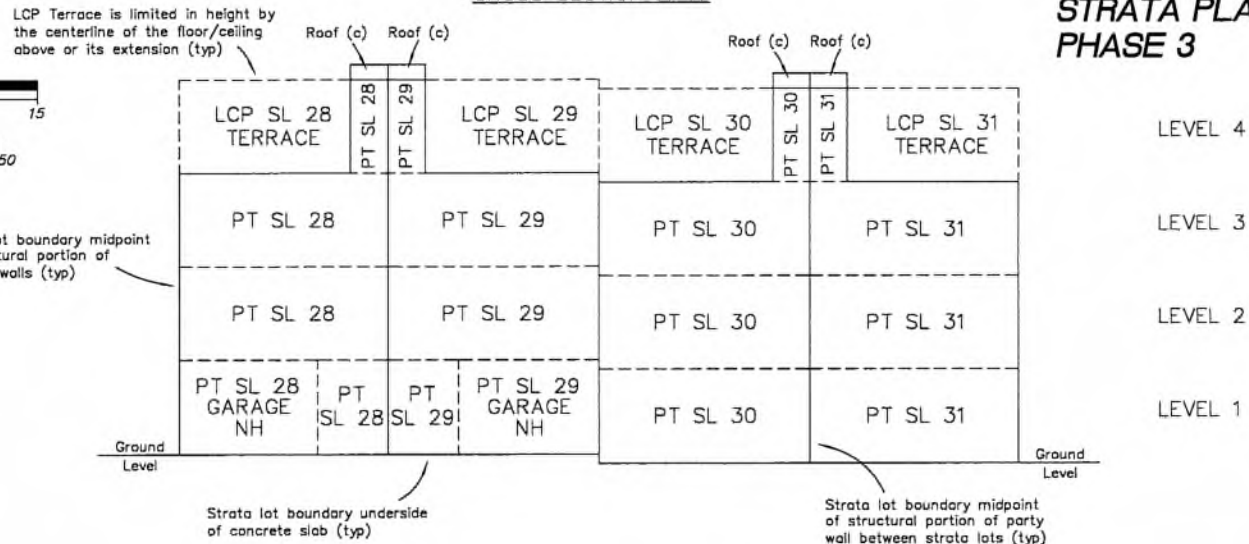 LCP Terrace is limited in height by
the centerline of the floor/ceiling
above or its extension (typ)
Roof (c) Roof (c)
Roof (c) Roof (c)
PHASE 3
15
50
LCP SL 28
TERRACE
PT SL 28
PT SL 29
LCP SL 29
TERRACE
LCP SL 30
TERRACE
PT SL 30
PT SL 31
LCP SL 31
TERRACE
LEVEL 4
PT SL 28
PT SL 29
PT SL 30
PT SL 31
LEVEL 3
boundary midpoint
portion of
walls (typ)
PT SL 28
PT SL 29
PT SL 30
PT SL 31
LEVEL 2
PT SL 28
GARAGE
NH
PT
SL 28
PT
SL 29
PT SL 29
GARAGE
NH
PT SL 30
PT SL 31
LEVEL 1
Ground
Level
Ground
Level
Strata lot boundary underside
of concrete slab (typ)
Strata lot boundary midpoint
of structural portion of party
wall between strata lots (typ)
STRATA